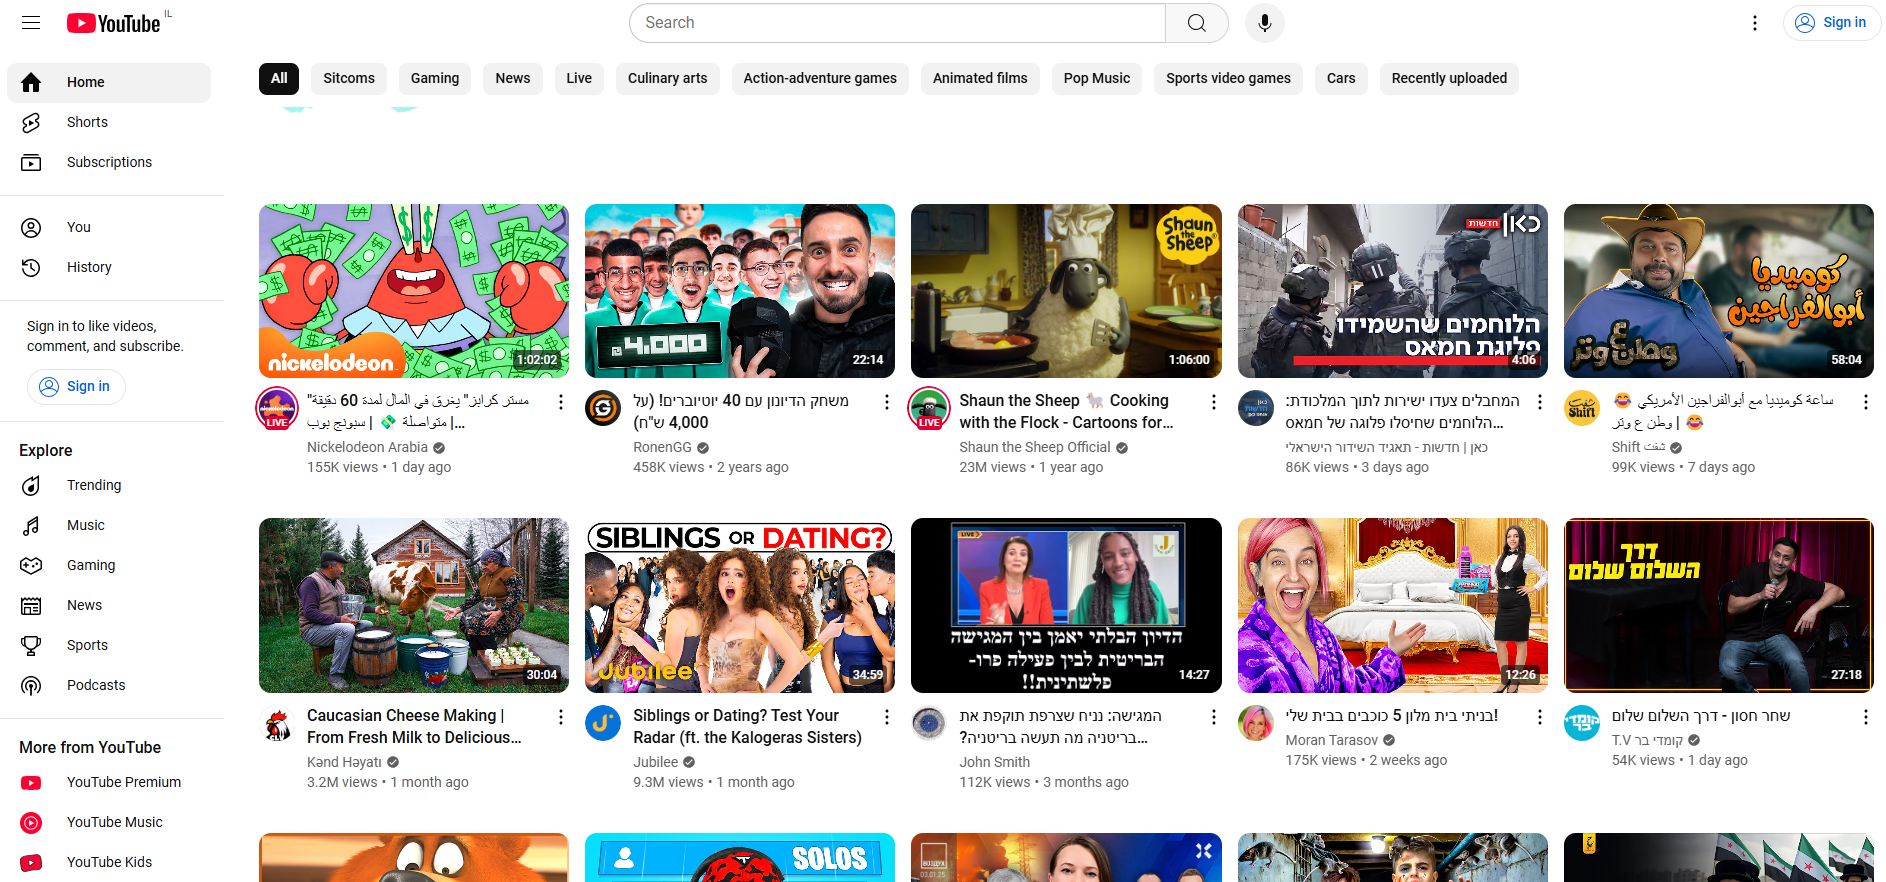 YouTube IL
Search
Sign in
Home
Shorts
Subscriptions
You
History
Sign in to like videos,
comment, and subscribe.
Sign in
Explore
Trending
Music
Gaming
News
Sports
Podcasts
More from YouTube
YouTube Premium
YouTube Music
YouTube Kids
All
Sitcoms
Gaming
News
Live
Culinary arts
Action-adventure games
Animated films
Pop Music
Sports video games
Cars
Recently uploaded
nickelodeon
1:02:02
LIVE
"مستر كرابز" يغرق في المال لمدة 60 دقيقة
متواصلة 💸 | سبونج بوب |...
Nickelodeon Arabia
155K views • 1 day ago
₪4.000
22:14
משחק הדיונון עם 40 יוטיוברים! (על
4,000 ש"ח)
RonenGG
458K views • 2 years ago
Shaun the Sheep
1:06:00
LIVE
Shaun the Sheep 🐑 Cooking
with the Flock - Cartoons for...
Shaun the Sheep Official
23M views • 1 year ago
כאן חדשות
הלוחמים שהשמידו
פלוגת חמאס
4:06
המחבלים צעדו ישירות לתוך המלכודת:
הלוחמים שחיסלו פלוגה של חמאס...
כאן | חדשות - תאגיד השידור הישראלי
86K views • 3 days ago
كوميديا
أبوالفراجين
وطن ع وتر
58:04
شفت
Shift
ساعة كوميديا مع أبوالفراجين الأمريكي 😂
😂 | وطن ع وتر
Shift شفت
99K views • 7 days ago
30:04
Caucasian Cheese Making |
From Fresh Milk to Delicious...
Kənd Həyatı
3.2M views • 1 month ago
SIBLINGS OR DATING?
Jubilee
34:59
Siblings or Dating? Test Your
Radar (ft. the Kalogeras Sisters)
Jubilee
9.3M views • 1 month ago
LIVE
הדיון הבלתי יאמן בין המגישה
הבריטית לבין פעילה פרו-
פלשתינית!!
14:27
המגישה: נניח שצרפת תוקפת את
בריטניה מה תעשה בריטניה?...
John Smith
112K views • 3 months ago
12:26
בניתי בית מלון 5 כוכבים בבית שלי!
Moran Tarasov
175K views • 2 weeks ago
דרך
השלום שלום
27:18
קומדי
בר
שחר חסון - דרך השלום שלום
T.V קומדי בר
54K views • 1 day ago
SOLOS
ВОЗДУХ
03.01.25